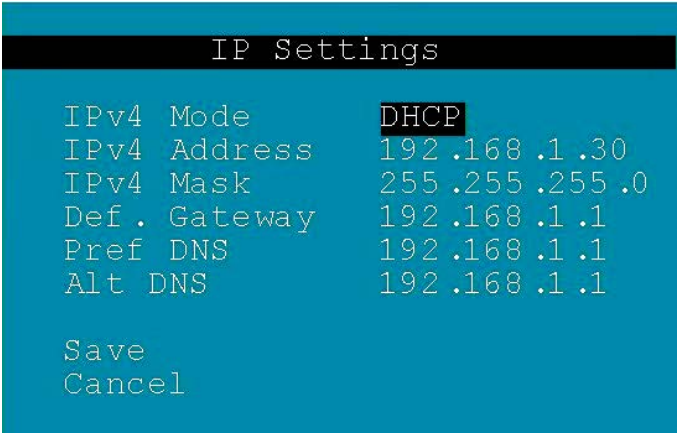 IP Settings
IPv4 Mode DHCP
IPv4 Address 192.168.1.30
IPv4 Mask 255.255.255.0
Def. Gateway 192.168.1.1
Pref DNS 192.168.1.1
Alt DNS 192.168.1.1
Save
Cancel